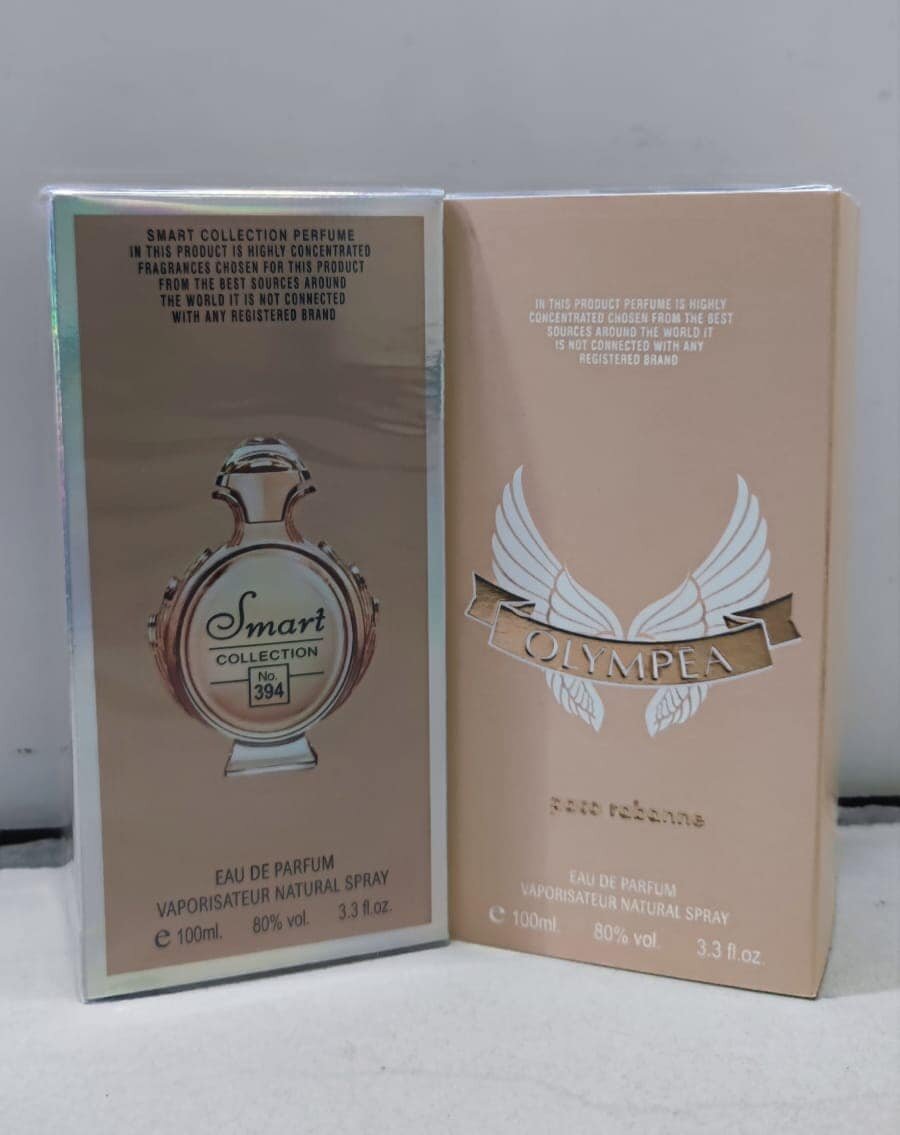 SMART COLLECTION PERFUME
IN THIS PRODUCT IS HIGHLY CONCENTRATED
FRAGRANCES CHOSEN FOR THIS PRODUCT
FROM THE BEST SOURCES AROUND
THE WORLD IT IS NOT CONNECTED
WITH ANY REGISTERED BRAND
Smart
COLLECTION
No.
394
EAU DE PARFUM
VAPORISATEUR NATURAL SPRAY
e 100ml. 80% vol. 3.3 fl.oz.
IN THIS PRODUCT PERFUME IS HIGHLY
CONCENTRATED CHOSEN FROM THE BEST
SOURCES AROUND THE WORLD IT
IS NOT CONNECTED WITH ANY
REGISTERED BRAND
OLYMPĒA
paco rabanne
EAU DE PARFUM
VAPORISATEUR NATURAL SPRAY
e 100ml. 80% vol. 3.3 fl.oz.